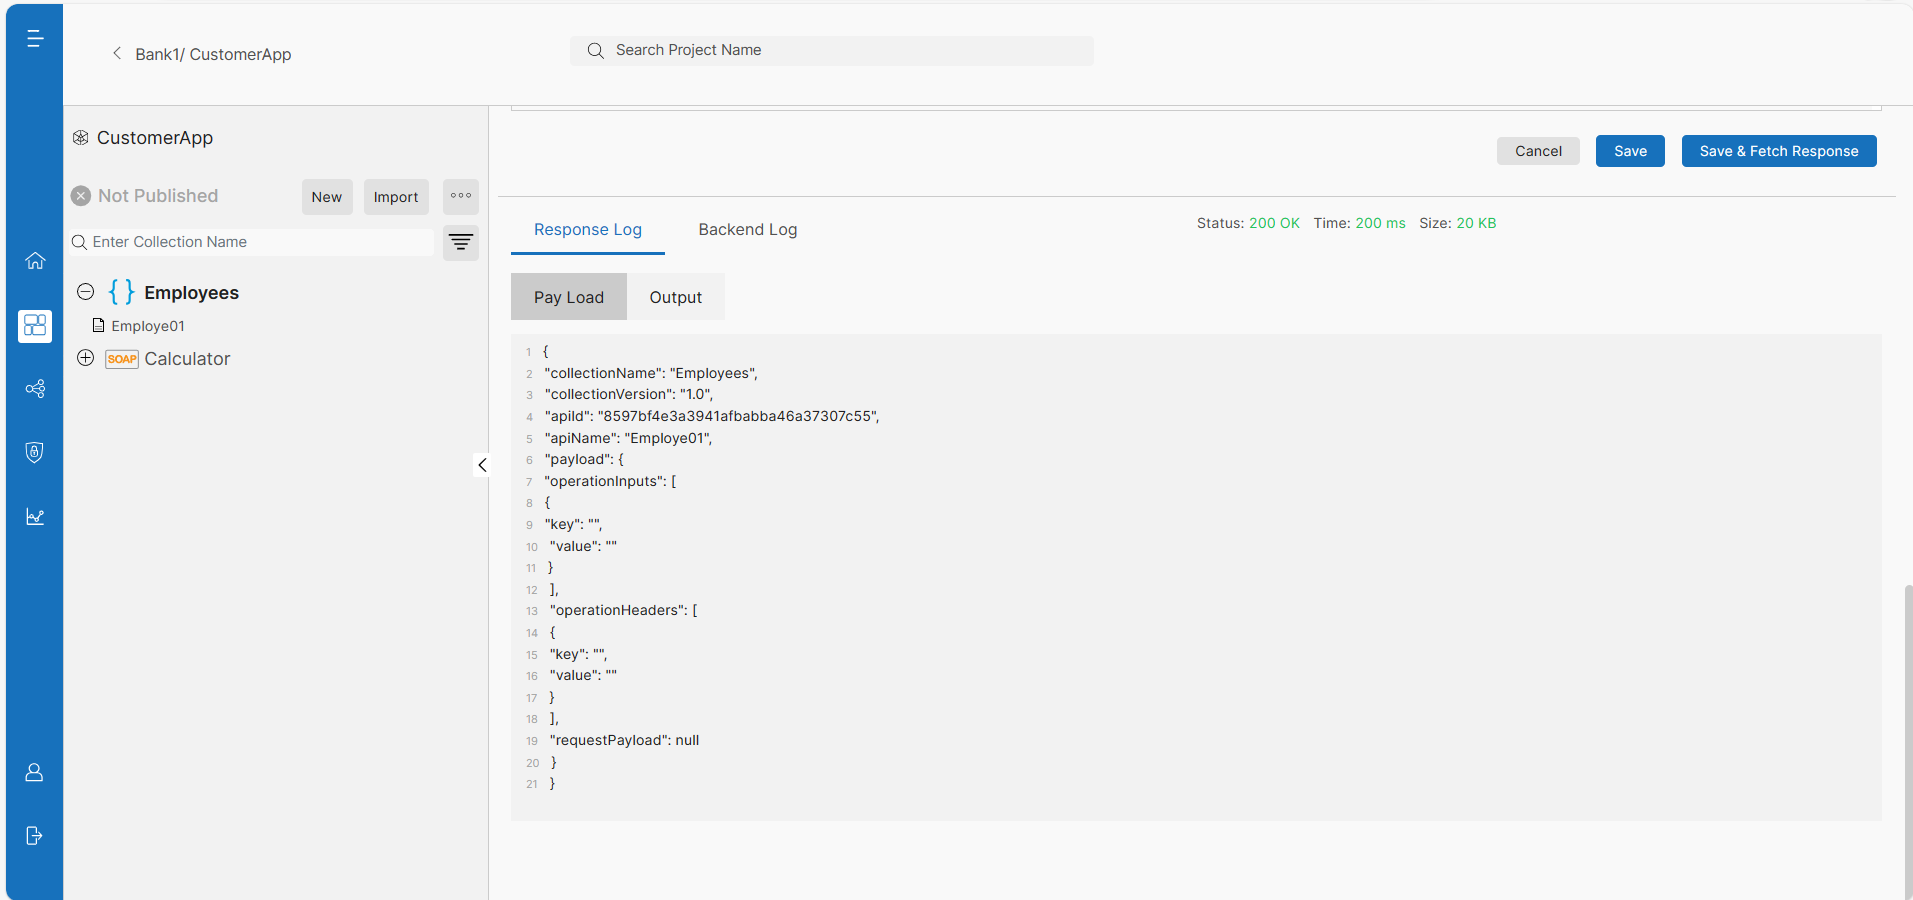 Bank1/ CustomerApp
Search Project Name
CustomerApp
Not Published
New
Import
Enter Collection Name
{ } Employees
Employe01
SOAP Calculator
Cancel
Save
Save & Fetch Response
Response Log
Backend Log
Status: 200 OK Time: 200 ms Size: 20 KB
Pay Load
Output
1 {
2 "collectionName": "Employees",
3 "collectionVersion": "1.0",
4 "apiId": "8597bf4e3a3941afbabba46a37307c55",
5 "apiName": "Employe01",
6 "payload": {
7 "operationInputs": [
8 {
9 "key": "",
10 "value": ""
11 }
12 ],
13 "operationHeaders": [
14 {
15 "key": "",
16 "value": ""
17 }
18 ],
19 "requestPayload": null
20 }
21 }